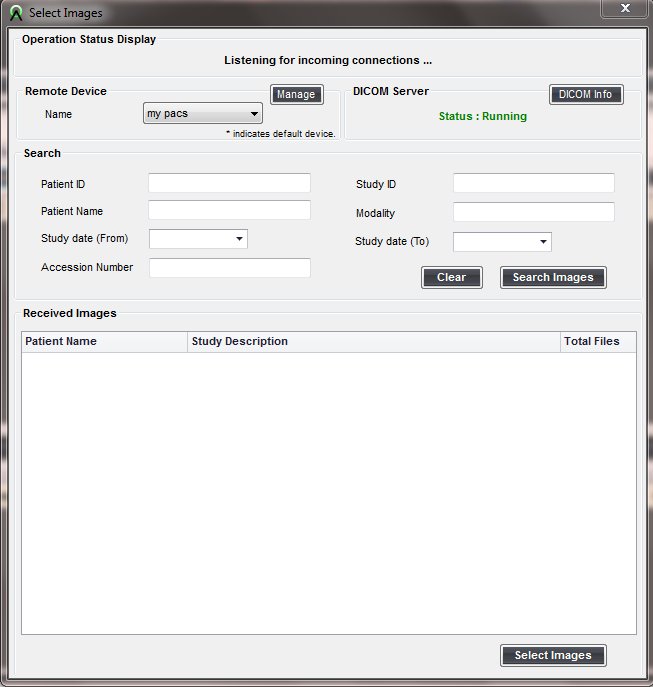 Select Images
X
Operation Status Display
Listening for incoming connections ...
Remote Device
Manage
Name
my pacs
* indicates default device.
DICOM Server
DICOM Info
Status : Running
Search
Patient ID
Study ID
Patient Name
Modality
Study date (From)
Study date (To)
Accession Number
Clear
Search Images
Received Images
Patient Name Study Description Total Files
Select Images